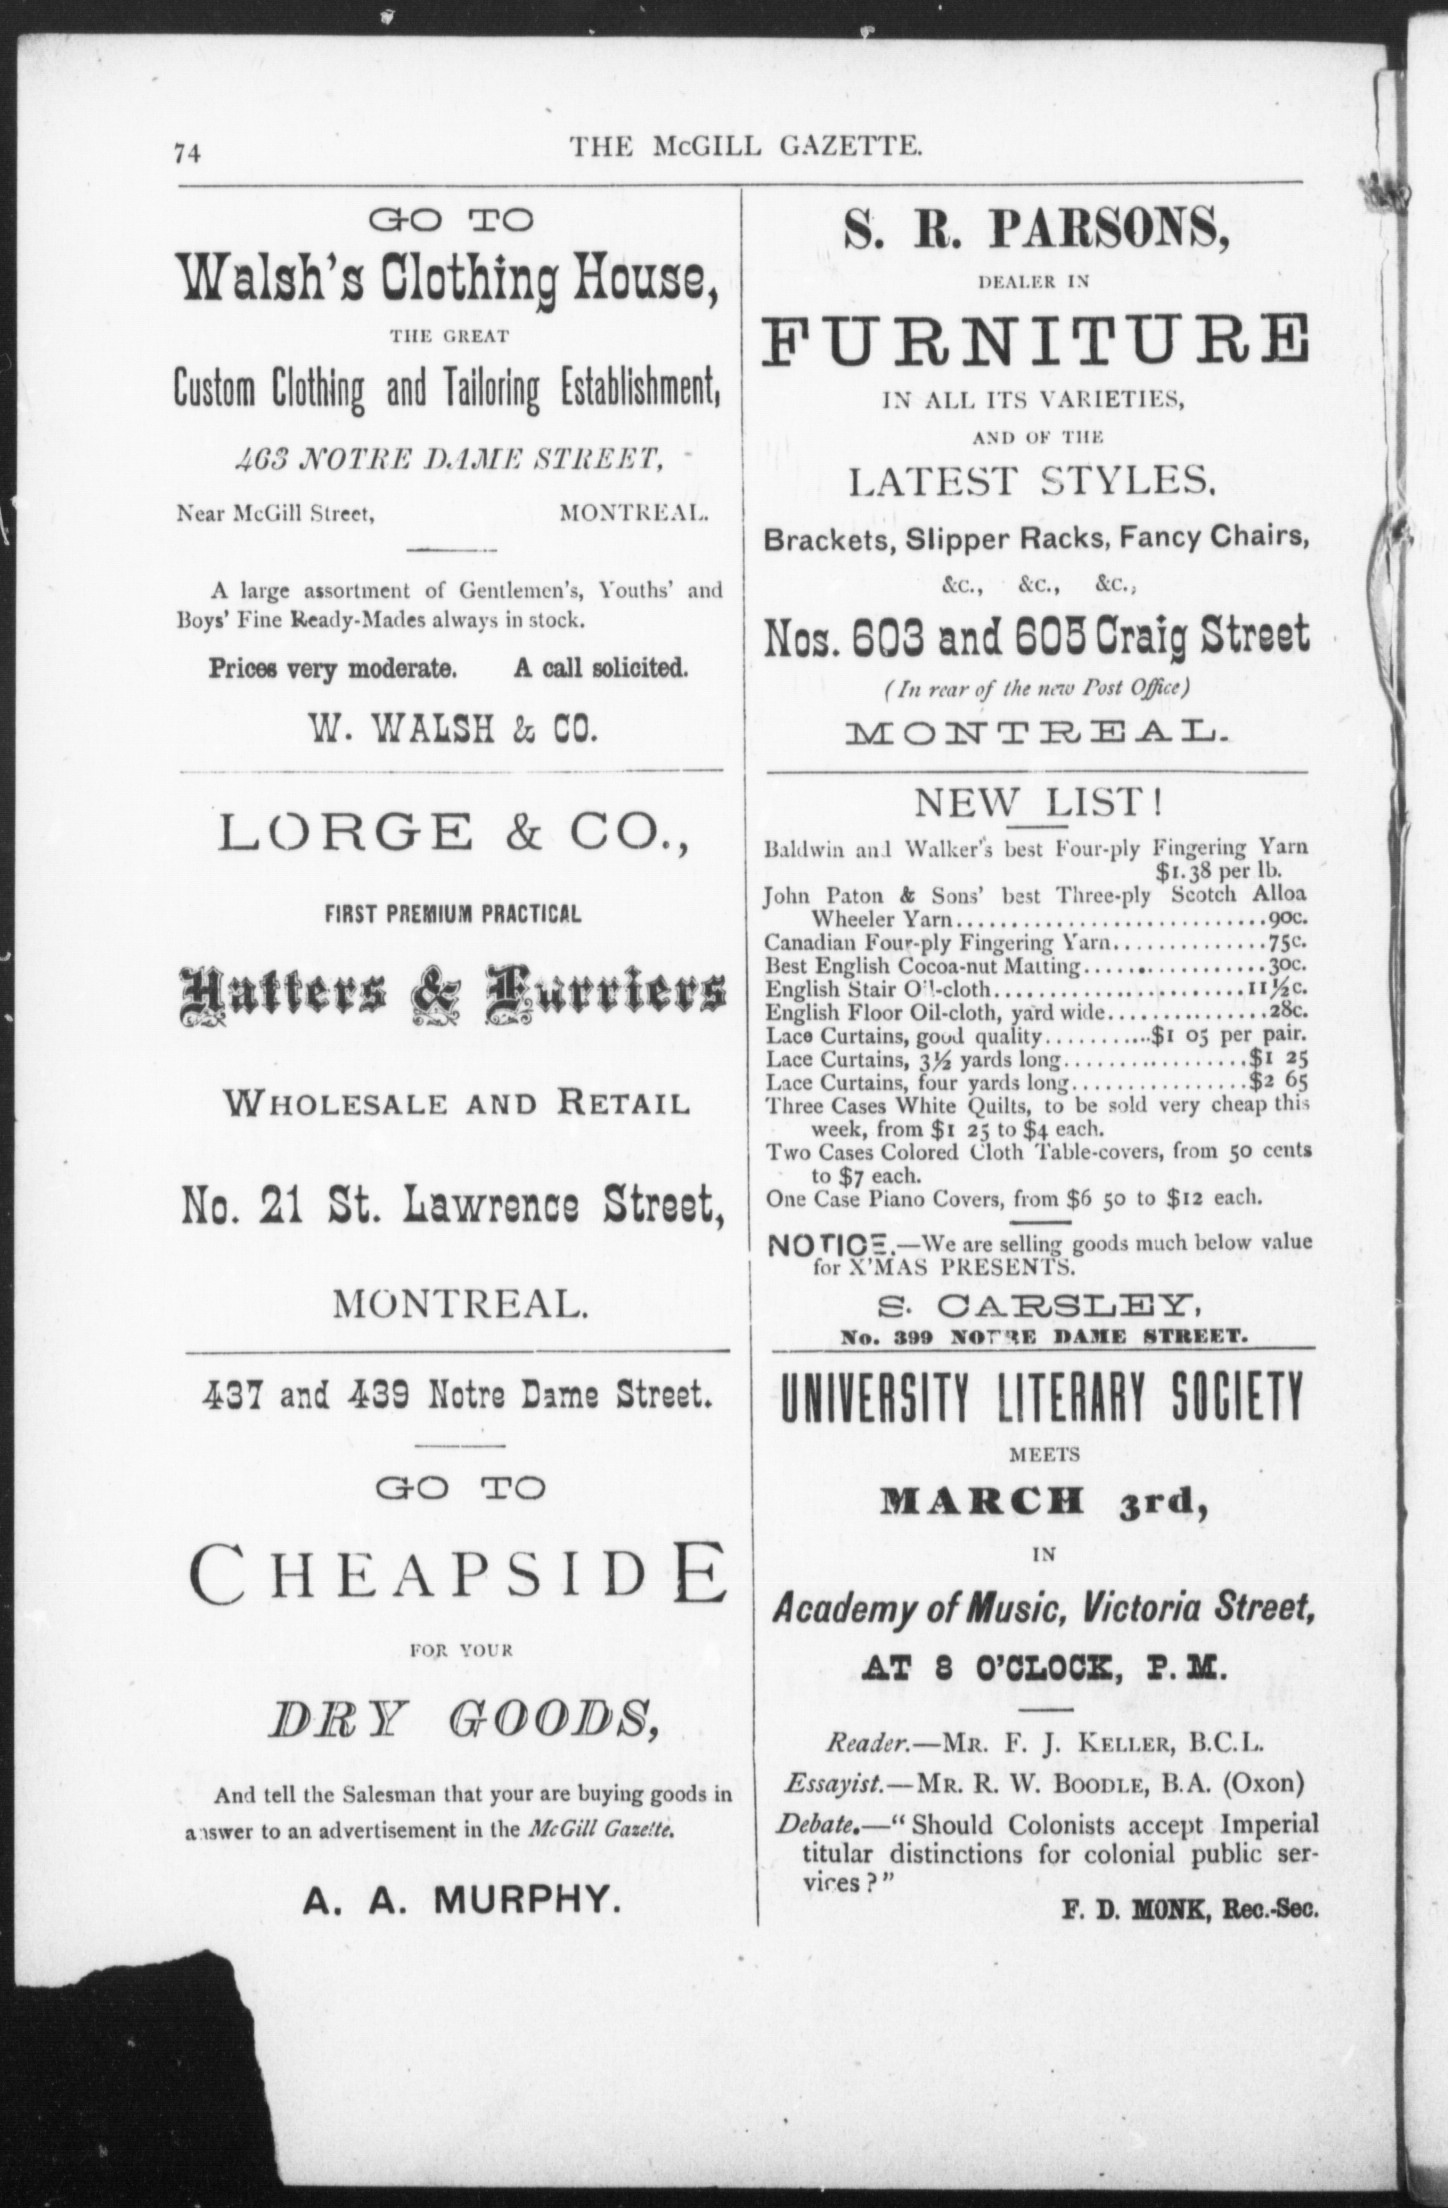 74
THE McGILL GAZETTE.
GO TO
Walsh's Clothing House,
THE GREAT
Custom Clothing and Tailoring Establishment,
463 NOTRE DAME STREET,
Near McGill Street, MONTREAL.
A large assortment of Gentlemen's, Youths' and
Boys' Fine Ready-Mades always in stock.
Prices very moderate. A call solicited.
W. WALSH & CO.
LORGE & CO.,
FIRST PREMIUM PRACTICAL
Hatters & Furriers
WHOLESALE AND RETAIL
No. 21 St. Lawrence Street,
MONTREAL.
437 and 439 Notre Dame Street.
GO TO
CHEAPSIDE
FOR YOUR
DRY GOODS,
And tell the Salesman that your are buying goods in
answer to an advertisement in the McGill Gazette.
A. A. MURPHY.
S. R. PARSONS,
DEALER IN
FURNITURE
IN ALL ITS VARIETIES,
AND OF THE
LATEST STYLES.
Brackets, Slipper Racks, Fancy Chairs,
&c., &c., &c.,
Nos. 603 and 605 Craig Street
(In rear of the new Post Office)
MONTREAL.
NEW LIST!
Baldwin and Walker's best Four-ply Fingering Yarn
$1.38 per lb.
John Paton & Sons' best Three-ply Scotch Alloa
Wheeler Yarn............................90c.
Canadian Four-ply Fingering Yarn..............75c.
Best English Cocoa-nut Matting.................30c.
English Stair Oil-cloth.......................11½c.
English Floor Oil-cloth, yard wide...............28c.
Lace Curtains, good quality...........$1 05 per pair.
Lace Curtains, 3½ yards long.................$1 25
Lace Curtains, four yards long................$2 65
Three Cases White Quilts, to be sold very cheap this
week, from $1 25 to $4 each.
Two Cases Colored Cloth Table-covers, from 50 cents
to $7 each.
One Case Piano Covers, from $6 50 to $12 each.
NOTICE.—We are selling goods much below value
for X'MAS PRESENTS.
S. CARSLEY,
No. 399 NOTRE DAME STREET.
UNIVERSITY LITERARY SOCIETY
MEETS
MARCH 3rd,
IN
Academy of Music, Victoria Street,
AT 8 O'CLOCK, P. M.
Reader.—MR. F. J. KELLER, B.C.L.
Essayist.—MR. R. W. BOODLE, B.A. (Oxon)
Debate.—"Should Colonists accept Imperial
titular distinctions for colonial public ser-
vices?"
F. D. MONK, Rec.-Sec.